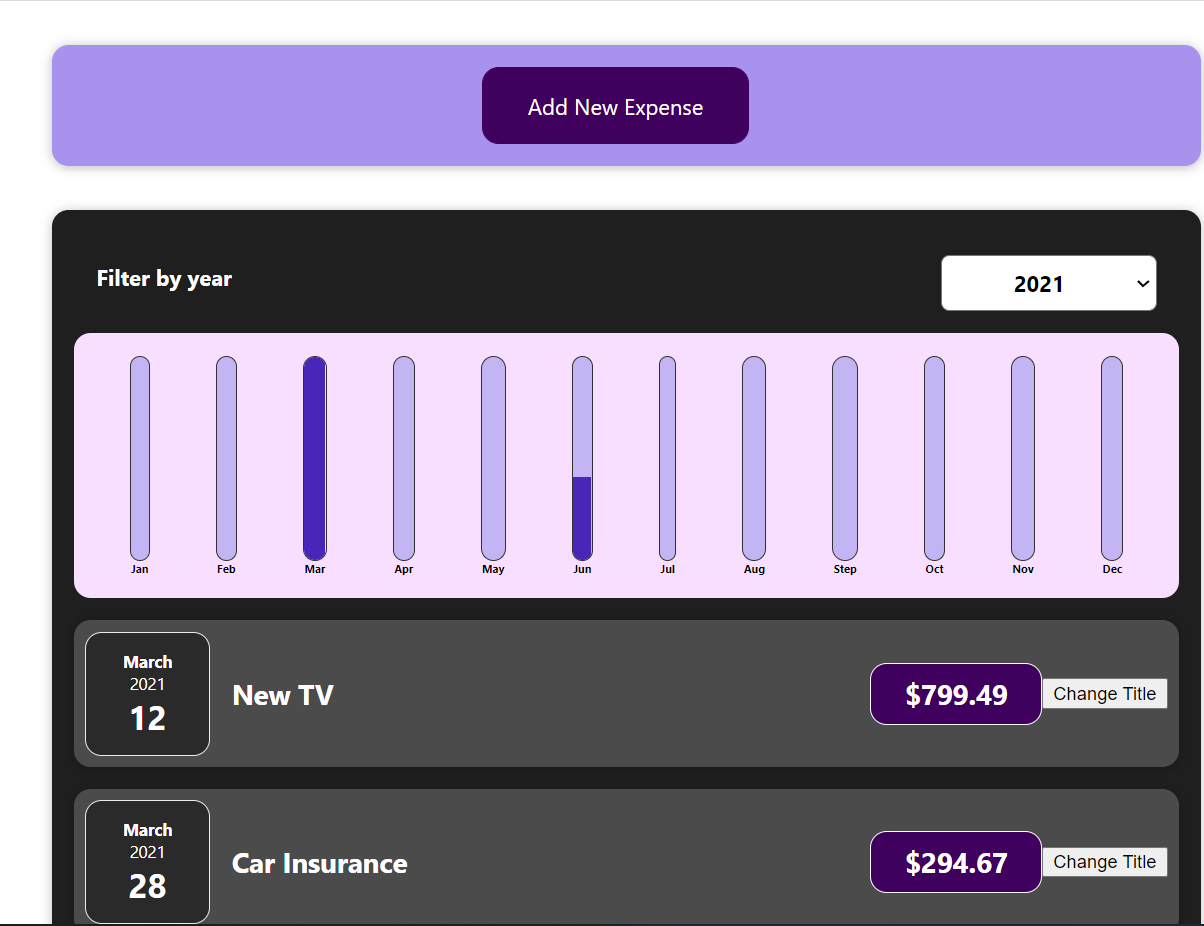 Add New Expense
Filter by year
2021
Jan Feb Mar Apr May Jun Jul Aug Step Oct Nov Dec
March
2021
12
New TV
$799.49
Change Title
March
2021
28
Car Insurance
$294.67
Change Title